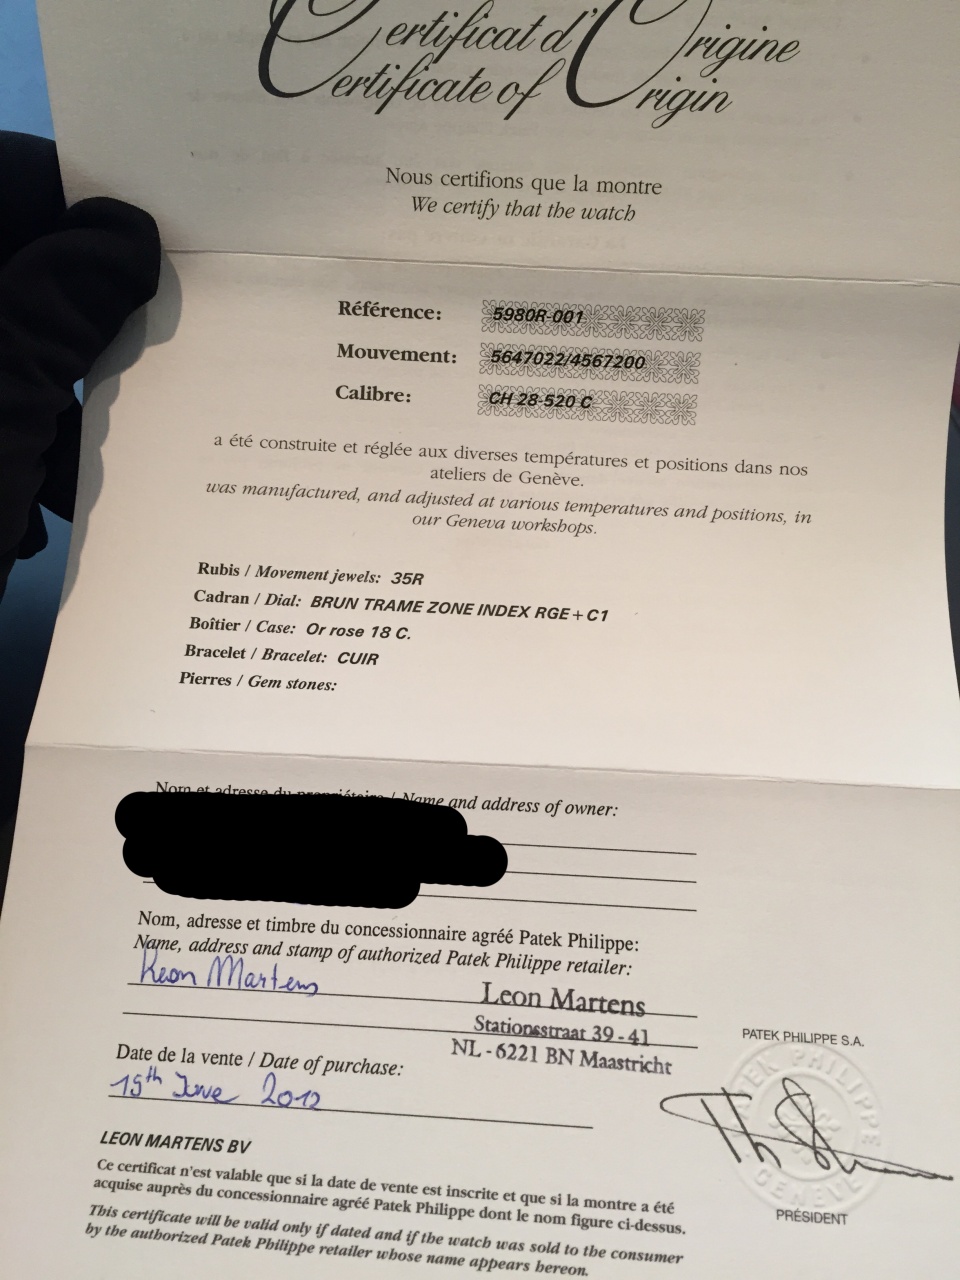 Certificat d'Origine
Certificate of Origin
Nous certifions que la montre
We certify that the watch
Référence: 5980R-001
Mouvement: 5647022/4567200
Calibre: CH 28-520 C
a été construite et réglée aux diverses températures et positions dans nos
ateliers de Genève.
was manufactured, and adjusted at various temperatures and positions, in
our Geneva workshops.
Rubis / Movement jewels: 35R
Cadran / Dial: BRUN TRAME ZONE INDEX RGE+C1
Boîtier / Case: Or rose 18 C.
Bracelet / Bracelet: CUIR
Pierres / Gem stones:
Nom et adresse du propriétaire / Name and address of owner:
Nom, adresse et timbre du concessionnaire agréé Patek Philippe:
Name, address and stamp of authorized Patek Philippe retailer:
Leon Martens
Leon Martens
Stationsstraat 39-41
NL-6221 BN Maastricht
PATEK PHILIPPE S.A.
Date de la vente / Date of purchase:
15th June 2012
PATEK PHILIPPE
GENEVE
PRÉSIDENT
LEON MARTENS BV
Ce certificat n'est valable que si la date de vente est inscrite et que si la montre a été
acquise auprès du concessionnaire agréé Patek Philippe dont le nom figure ci-dessus.
This certificate will be valid only if dated and if the watch was sold to the consumer
by the authorized Patek Philippe retailer whose name appears hereon.